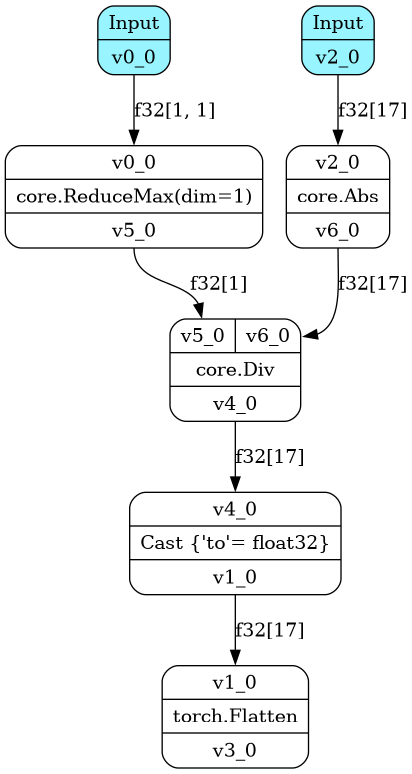 Input
v0_0
Input
v2_0
f32[1, 1]
f32[17]
v0_0
core.ReduceMax(dim=1)
v5_0
v2_0
core.Abs
v6_0
f32[1]
f32[17]
v5_0 v6_0
core.Div
v4_0
f32[17]
v4_0
Cast {'to'= float32}
v1_0
f32[17]
v1_0
torch.Flatten
v3_0